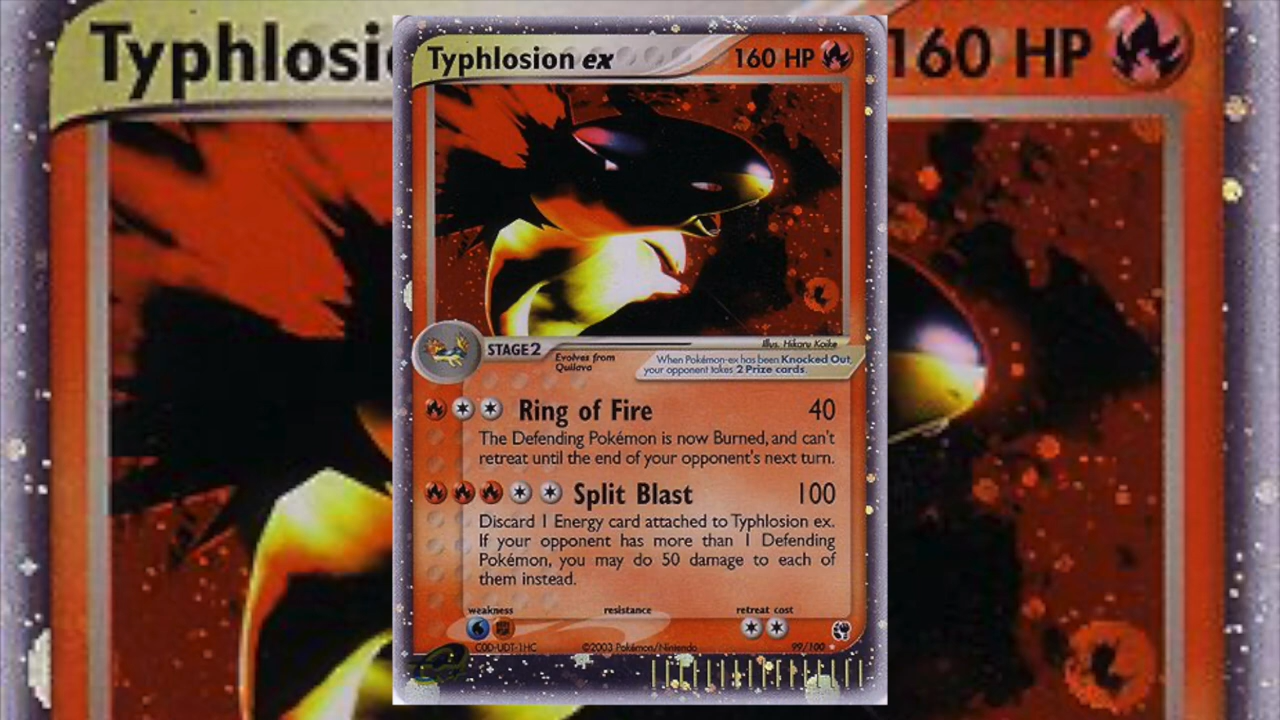 Typhlosi
160 HP
Typhlosion ex
160 HP
Illus. Hikaru Koike
STAGE2
Evolves from
Quilava
When Pokémon-ex has been Knocked Out,
your opponent takes 2 Prize cards.
Ring of Fire 40
The Defending Pokémon is now Burned, and can't
retreat until the end of your opponent's next turn.
Split Blast 100
Discard 1 Energy card attached to Typhlosion ex.
If your opponent has more than 1 Defending
Pokémon, you may do 50 damage to each of
them instead.
weakness resistance retreat cost
C0D-UDT-1HC ©2003 Pokémon/Nintendo 99/100